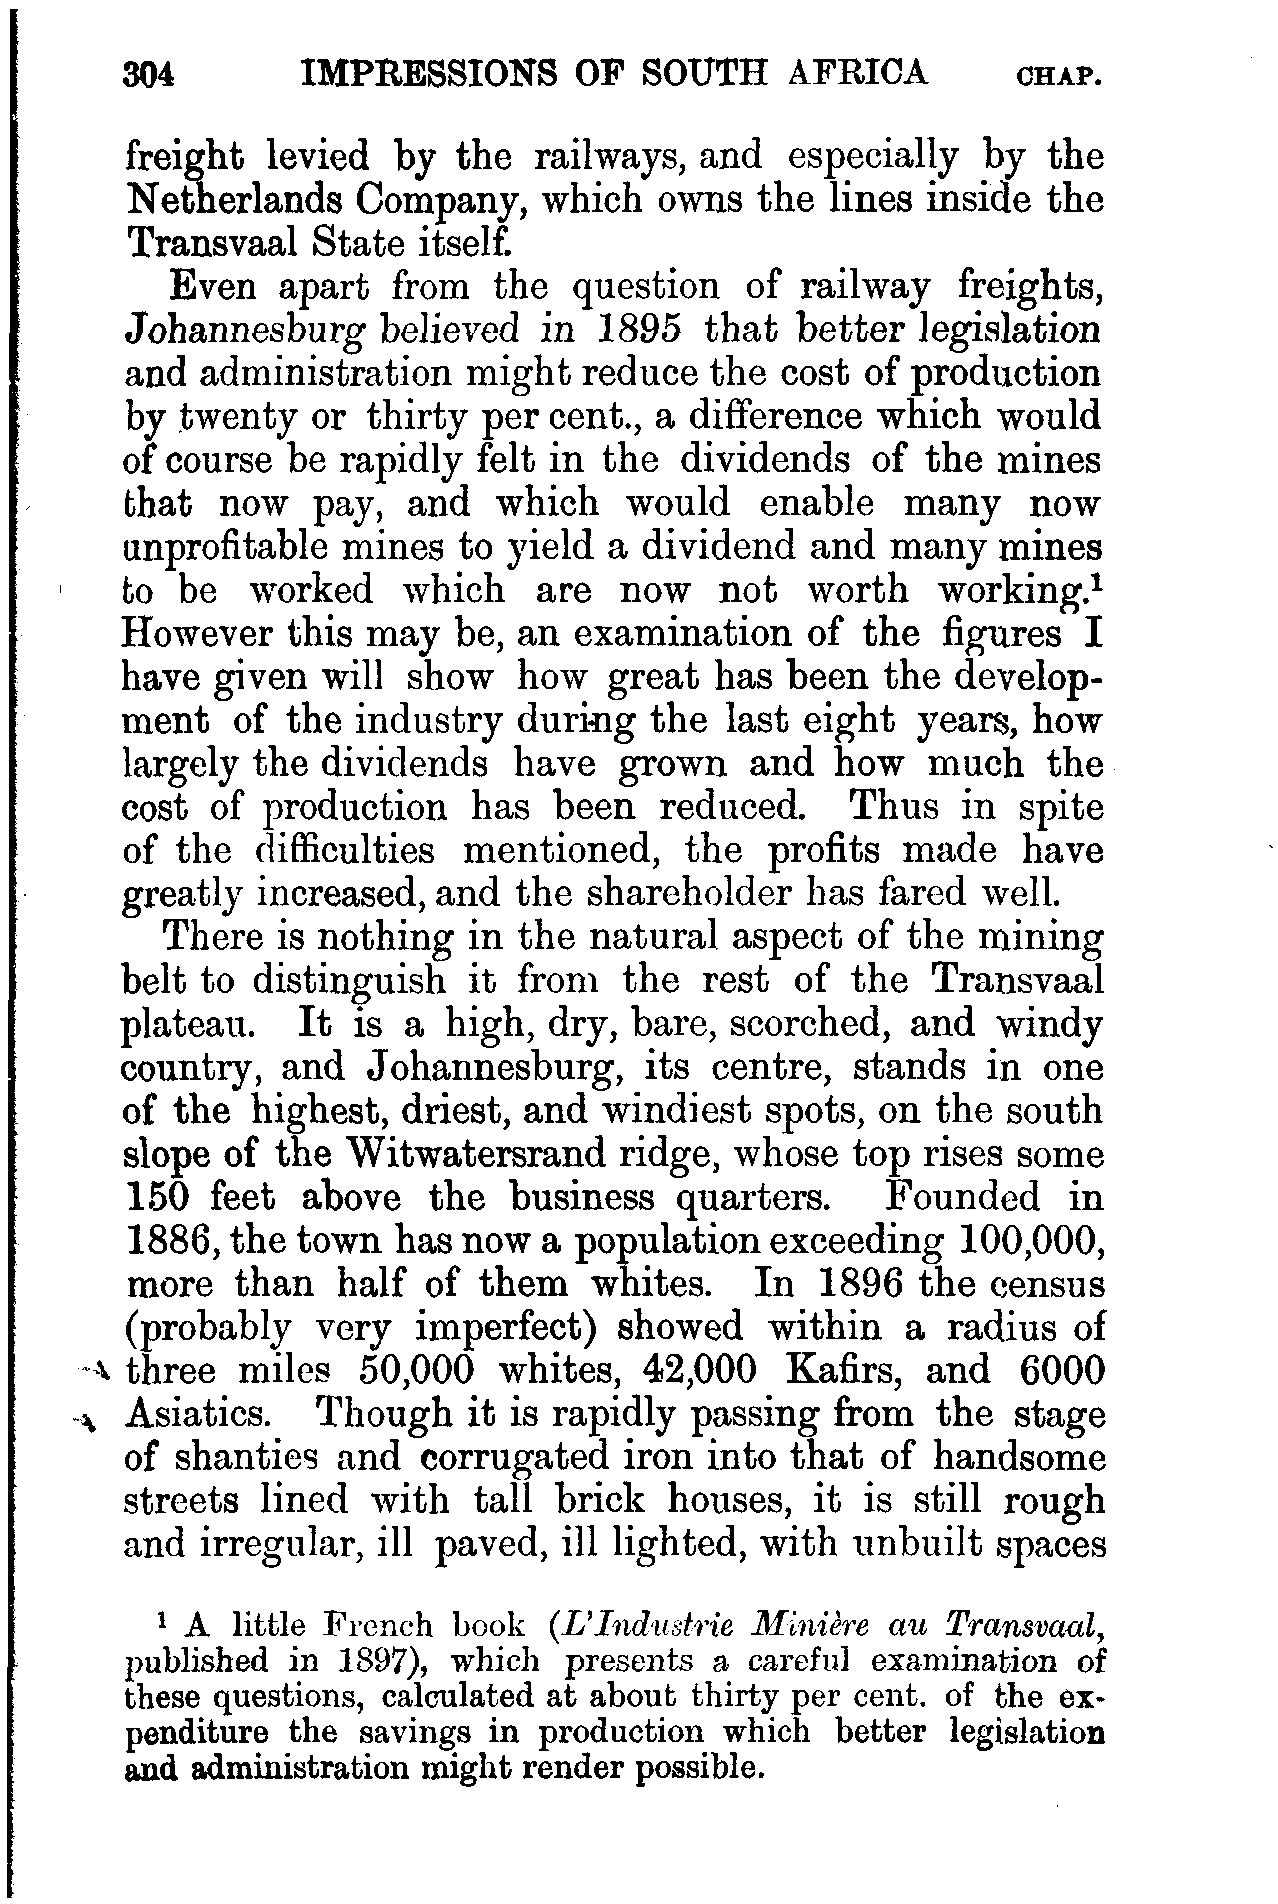 304 IMPRESSIONS OF SOUTH AFRICA CHAP.
freight levied by the railways, and especially by the
Netherlands Company, which owns the lines inside the
Transvaal State itself.
Even apart from the question of railway freights,
Johannesburg believed in 1895 that better legislation
and administration might reduce the cost of production
by twenty or thirty per cent., a difference which would
of course be rapidly felt in the dividends of the mines
that now pay, and which would enable many now
unprofitable mines to yield a dividend and many mines
to be worked which are now not worth working.¹
However this may be, an examination of the figures I
have given will show how great has been the develop-
ment of the industry during the last eight years, how
largely the dividends have grown and how much the
cost of production has been reduced. Thus in spite
of the difficulties mentioned, the profits made have
greatly increased, and the shareholder has fared well.
There is nothing in the natural aspect of the mining
belt to distinguish it from the rest of the Transvaal
plateau. It is a high, dry, bare, scorched, and windy
country, and Johannesburg, its centre, stands in one
of the highest, driest, and windiest spots, on the south
slope of the Witwatersrand ridge, whose top rises some
150 feet above the business quarters. Founded in
1886, the town has now a population exceeding 100,000,
more than half of them whites. In 1896 the census
(probably very imperfect) showed within a radius of
three miles 50,000 whites, 42,000 Kafirs, and 6000
Asiatics. Though it is rapidly passing from the stage
of shanties and corrugated iron into that of handsome
streets lined with tall brick houses, it is still rough
and irregular, ill paved, ill lighted, with unbuilt spaces
¹ A little French book (L'Industrie Minière au Transvaal,
published in 1897), which presents a careful examination of
these questions, calculated at about thirty per cent. of the ex-
penditure the savings in production which better legislation
and administration might render possible.